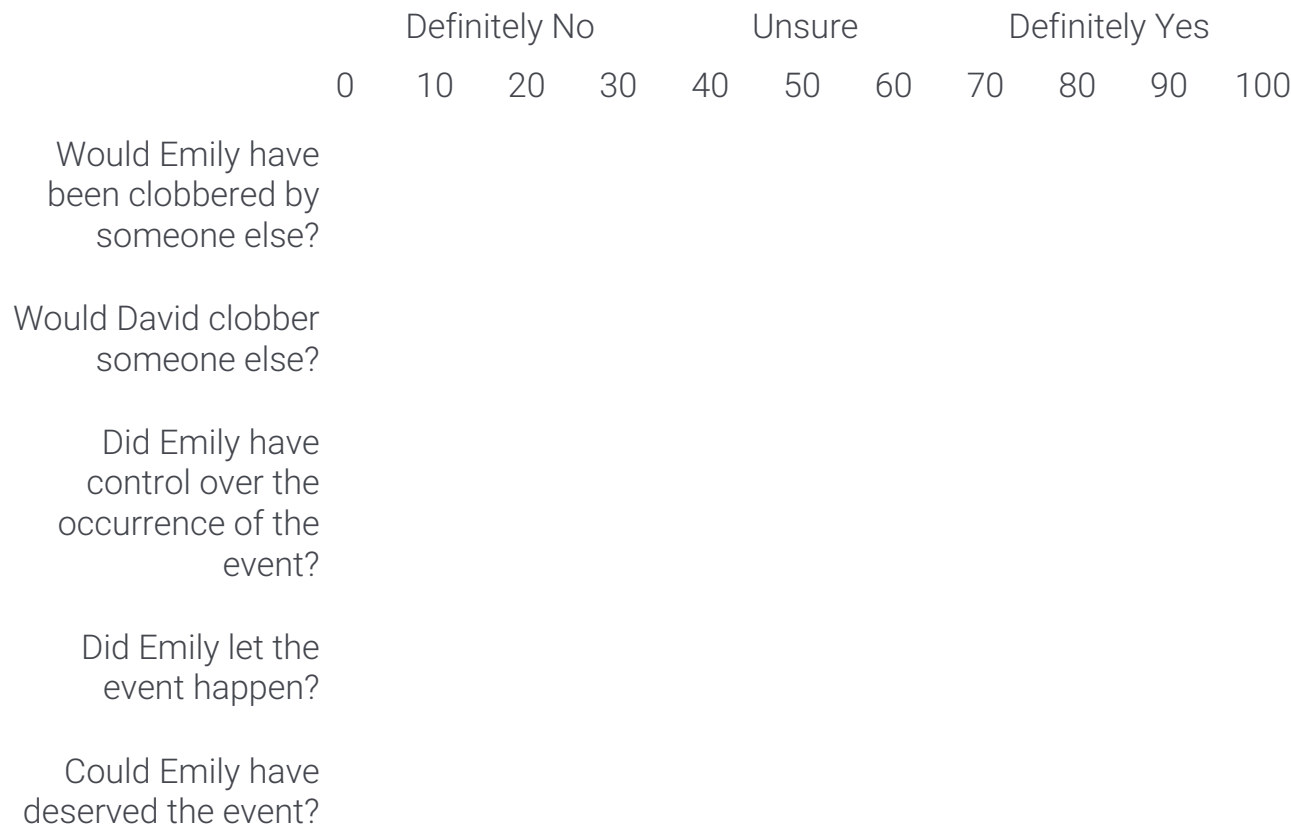 Definitely No Unsure Definitely Yes
0 10 20 30 40 50 60 70 80 90 100
Would Emily have
been clobbered by
someone else?
Would David clobber
someone else?
Did Emily have
control over the
occurrence of the
event?
Did Emily let the
event happen?
Could Emily have
deserved the event?